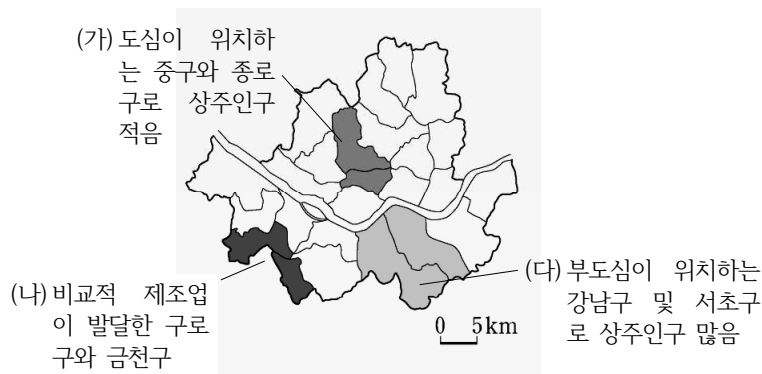 (가) 도심이 위치하
는 중구와 종로
구로 상주인구
적음
(나) 비교적 제조업
이 발달한 구로
구와 금천구
(다) 부도심이 위치하는
강남구 및 서초구
로 상주인구 많음
0 5km